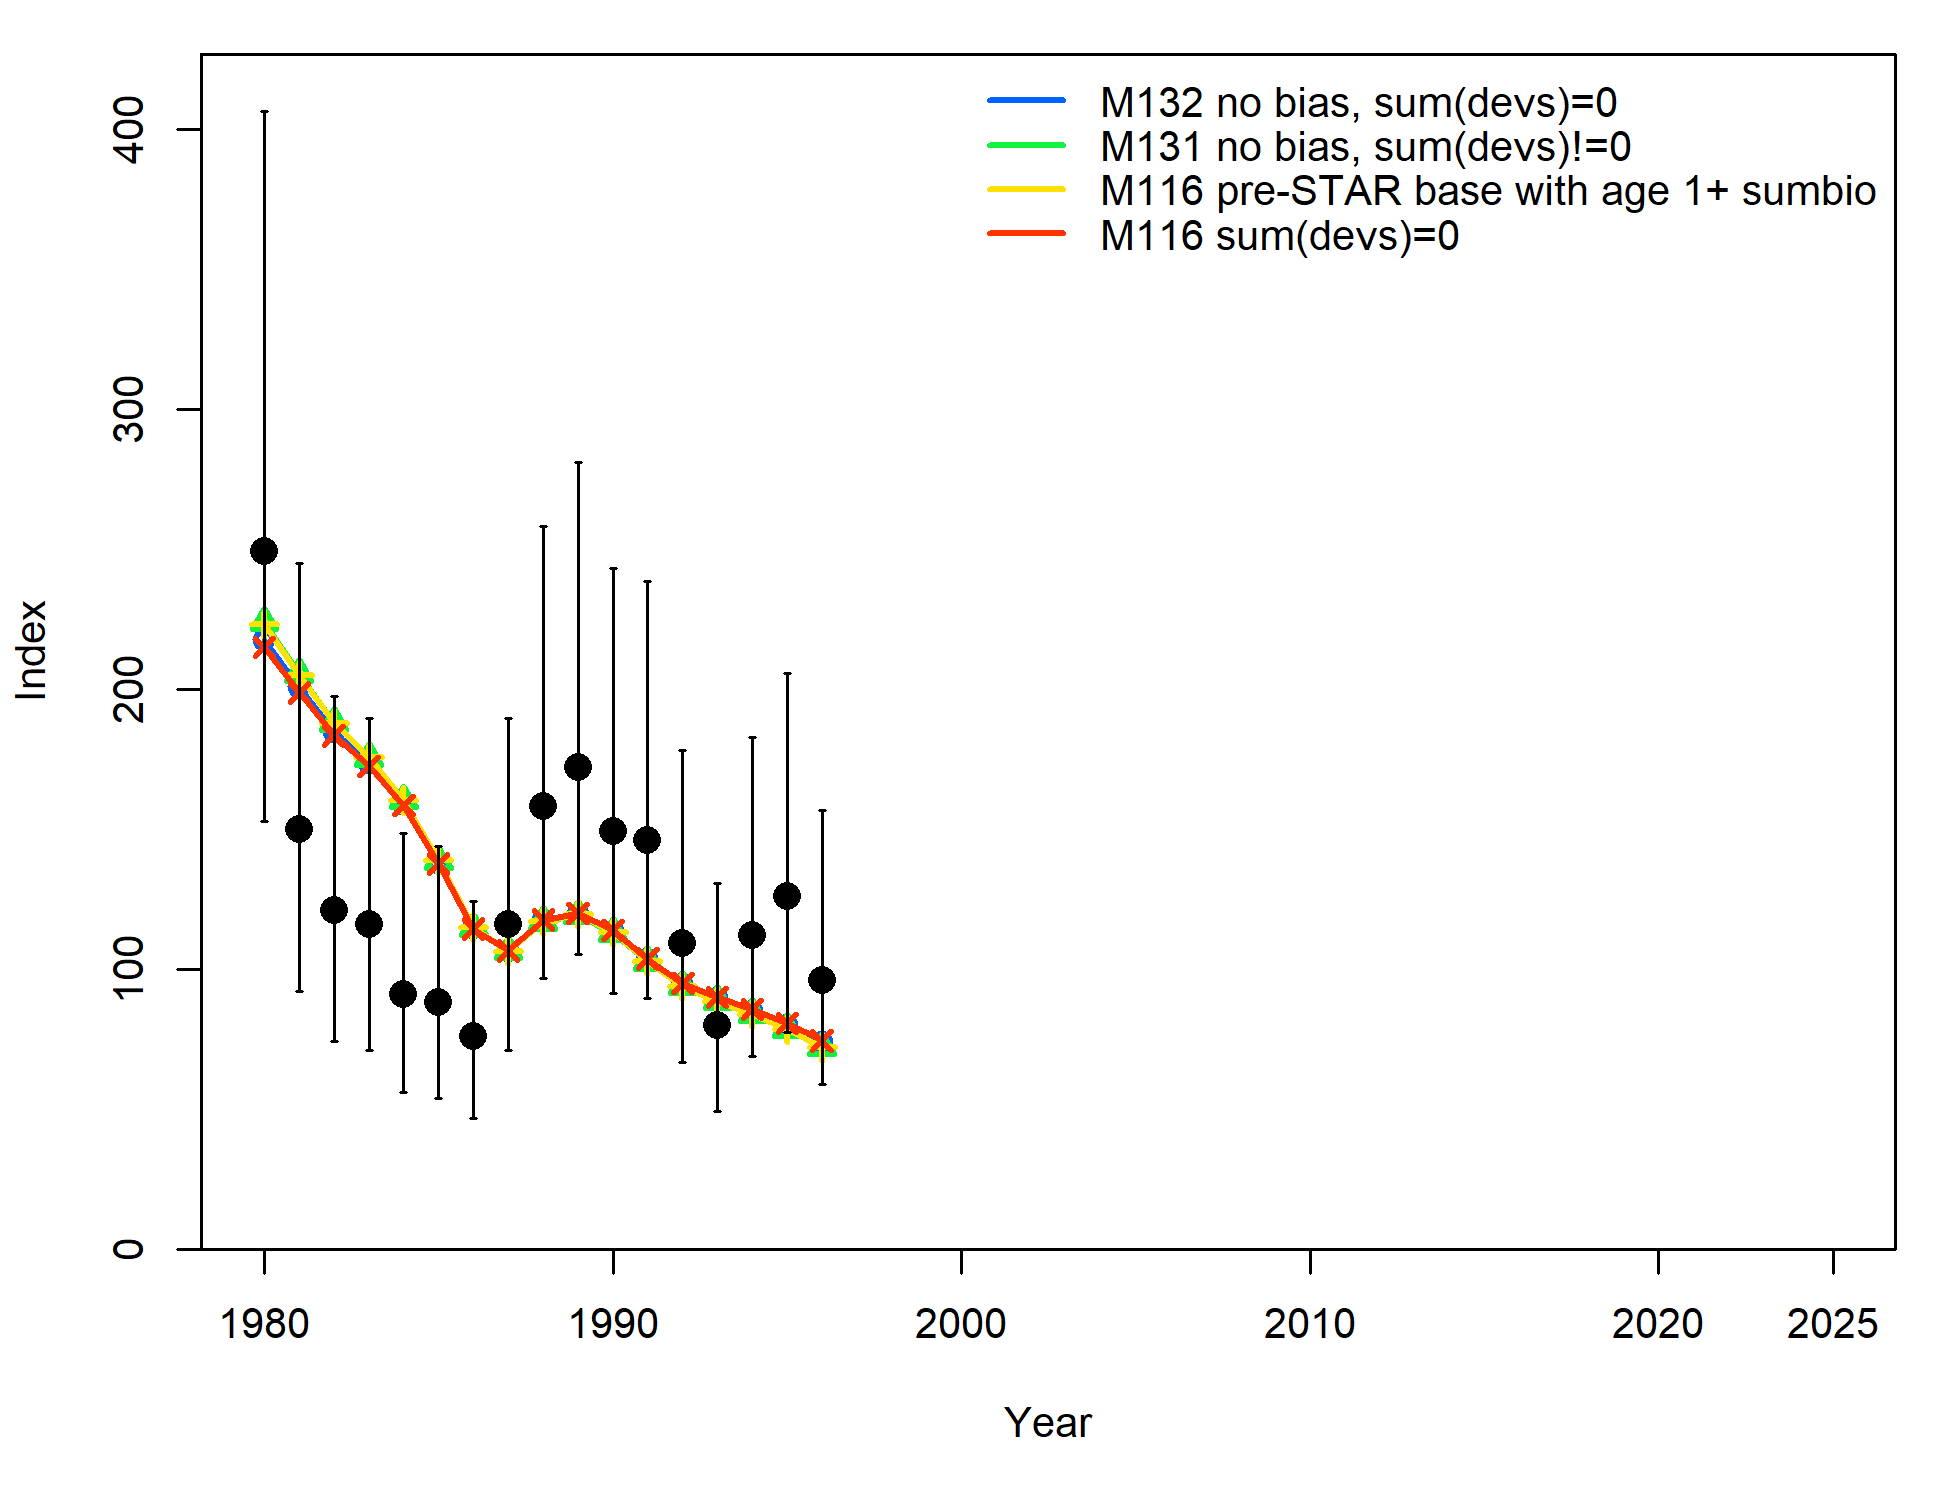 M132 no bias, sum(devs)=0
M131 no bias, sum(devs)!=0
M116 pre-STAR base with age 1+ sumbio
M116 sum(devs)=0
400
300
200
100
0
Index
1980 1990 2000 2010 2020 2025
Year